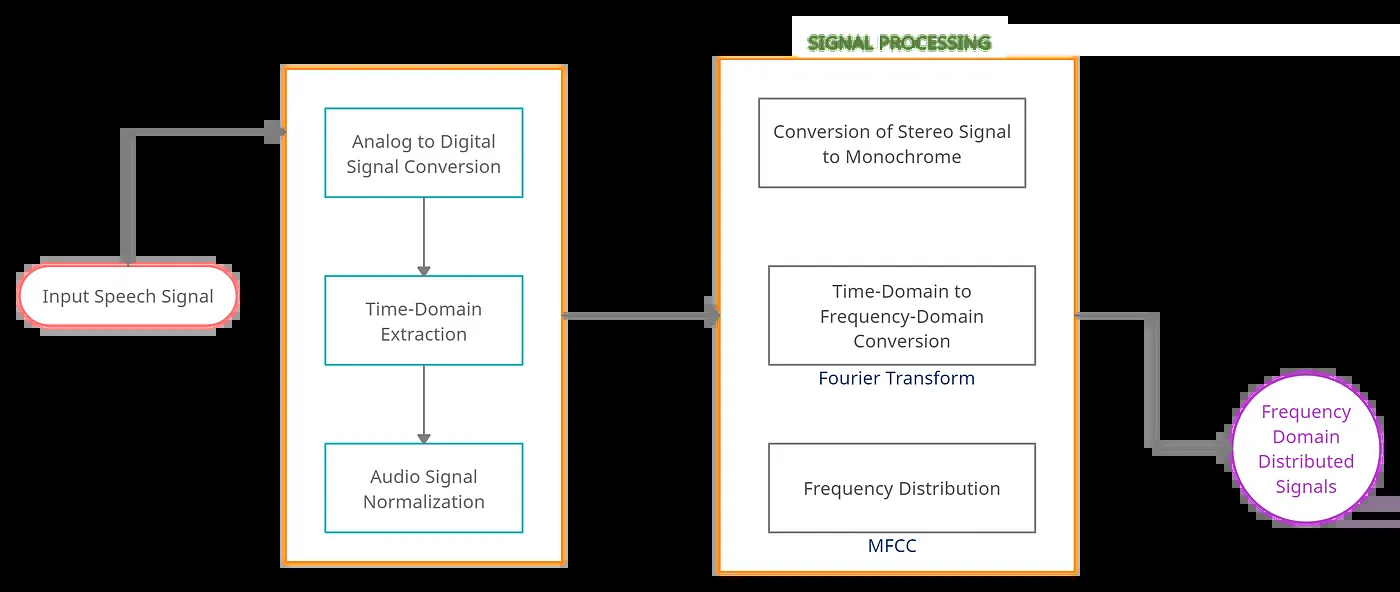 SIGNAL PROCESSING
Input Speech Signal
Analog to Digital
Signal Conversion
Time-Domain
Extraction
Audio Signal
Normalization
Conversion of Stereo Signal
to Monochrome
Time-Domain to
Frequency-Domain
Conversion
Fourier Transform
Frequency Distribution
MFCC
Frequency
Domain
Distributed
Signals